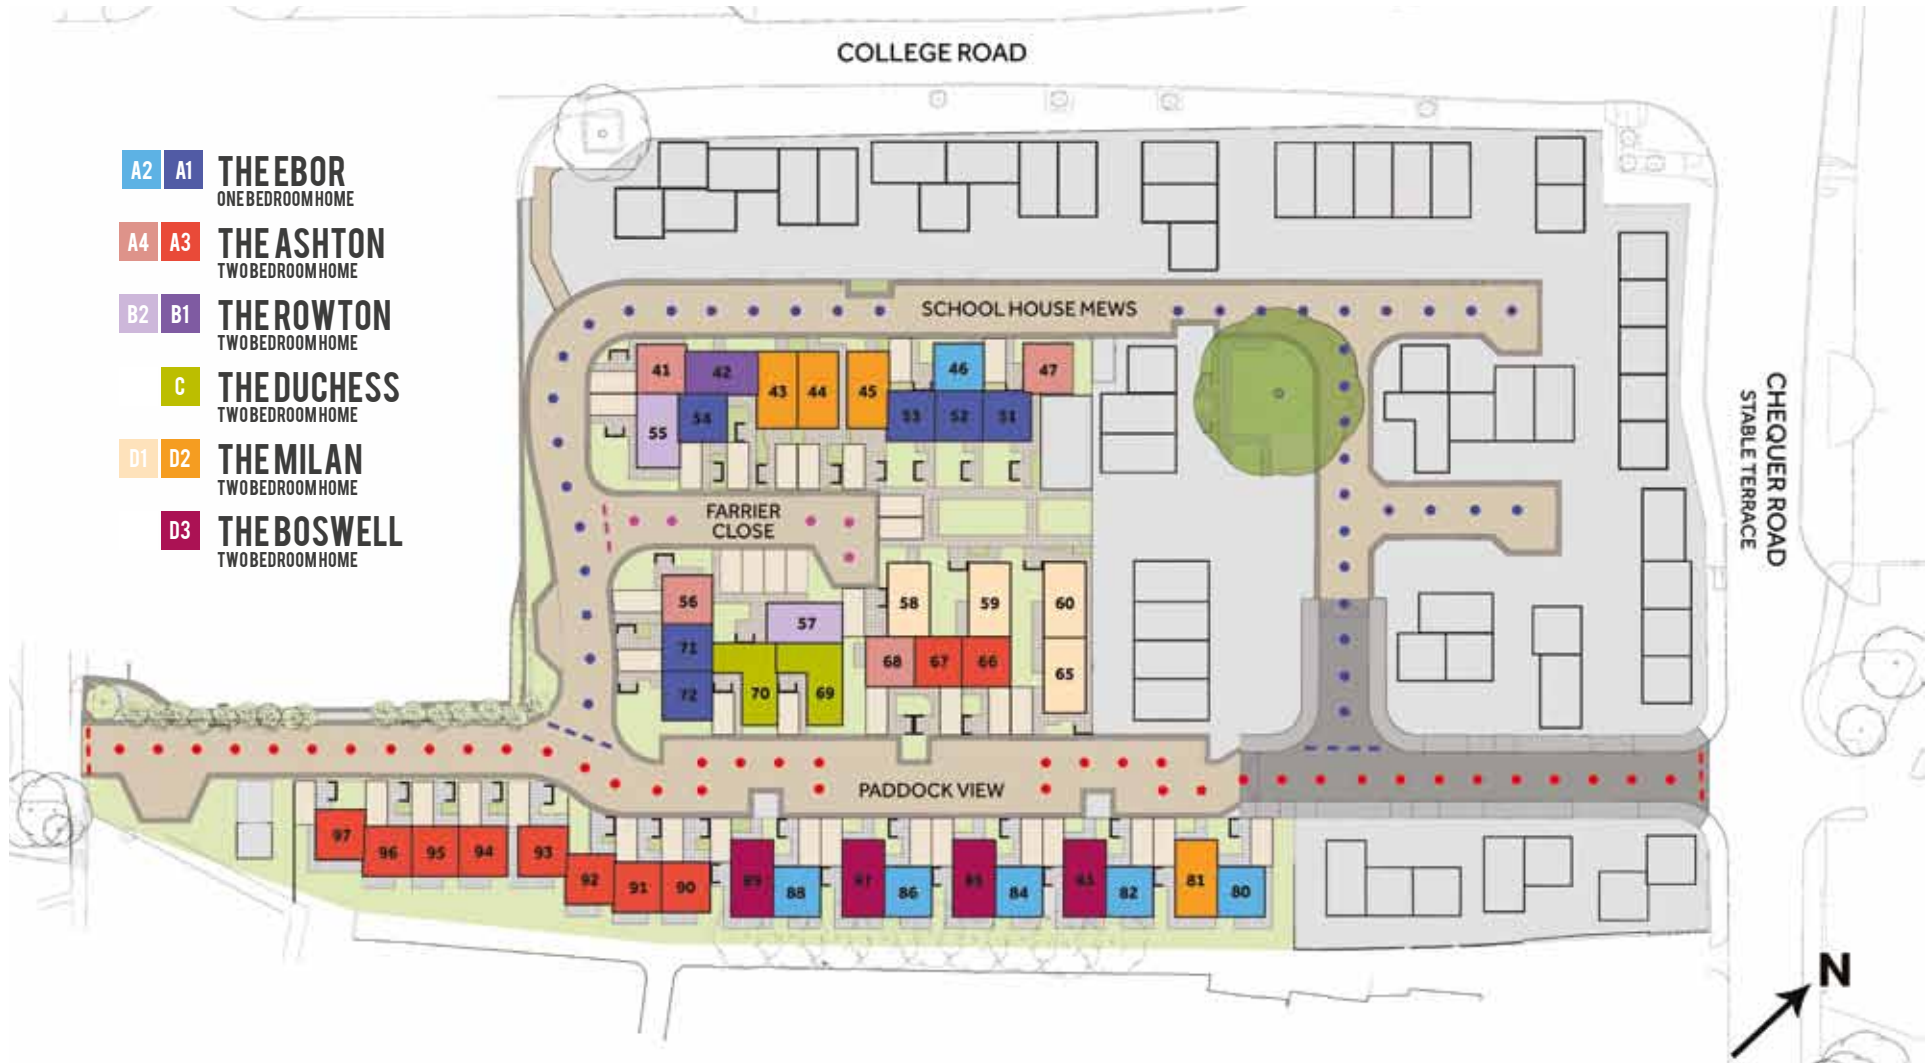 COLLEGE ROAD
A2 A1 THE EBOR
ONE BEDROOM HOME
A4 A3 THE ASHTON
TWO BEDROOM HOME
B2 B1 THE ROWTON
TWO BEDROOM HOME
C THE DUCHESS
TWO BEDROOM HOME
D1 D2 THE MILAN
TWO BEDROOM HOME
D3 THE BOSWELL
TWO BEDROOM HOME
SCHOOL HOUSE MEWS
41 42 43 44 45 46 47
55 54 53 52 51
FARRIER
CLOSE
56 57 58 59 60
71 68 67 66 65
72 70 69
PADDOCK VIEW
CHEQUER ROAD
STABLE TERRACE
97 96 95 94 93 92 91 90 89 88 86 84 82 81 80
N